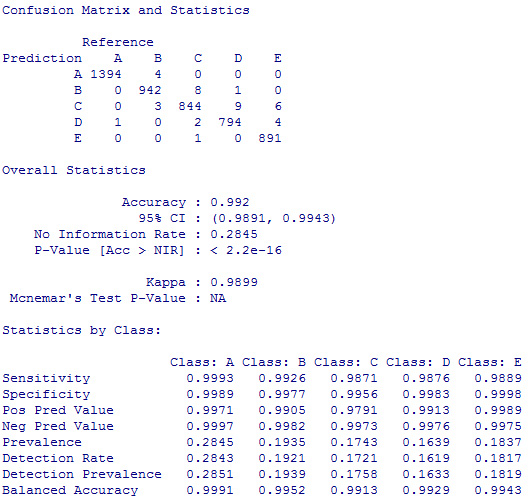 Confusion Matrix and Statistics
Reference
Prediction A B C D E
A 1394 4 0 0 0
B 0 942 8 1 0
C 0 3 844 9 6
D 1 0 2 794 4
E 0 0 1 0 891
Overall Statistics
Accuracy : 0.992
95% CI : (0.9891, 0.9943)
No Information Rate : 0.2845
P-Value [Acc > NIR] : < 2.2e-16
Kappa : 0.9899
Mcnemar's Test P-Value : NA
Statistics by Class:
Class: A Class: B Class: C Class: D Class: E
Sensitivity 0.9993 0.9926 0.9871 0.9876 0.9889
Specificity 0.9989 0.9977 0.9956 0.9983 0.9998
Pos Pred Value 0.9971 0.9905 0.9791 0.9913 0.9989
Neg Pred Value 0.9997 0.9982 0.9973 0.9976 0.9975
Prevalence 0.2845 0.1935 0.1743 0.1639 0.1837
Detection Rate 0.2843 0.1921 0.1721 0.1619 0.1817
Detection Prevalence 0.2851 0.1939 0.1758 0.1633 0.1819
Balanced Accuracy 0.9991 0.9952 0.9913 0.9929 0.9943